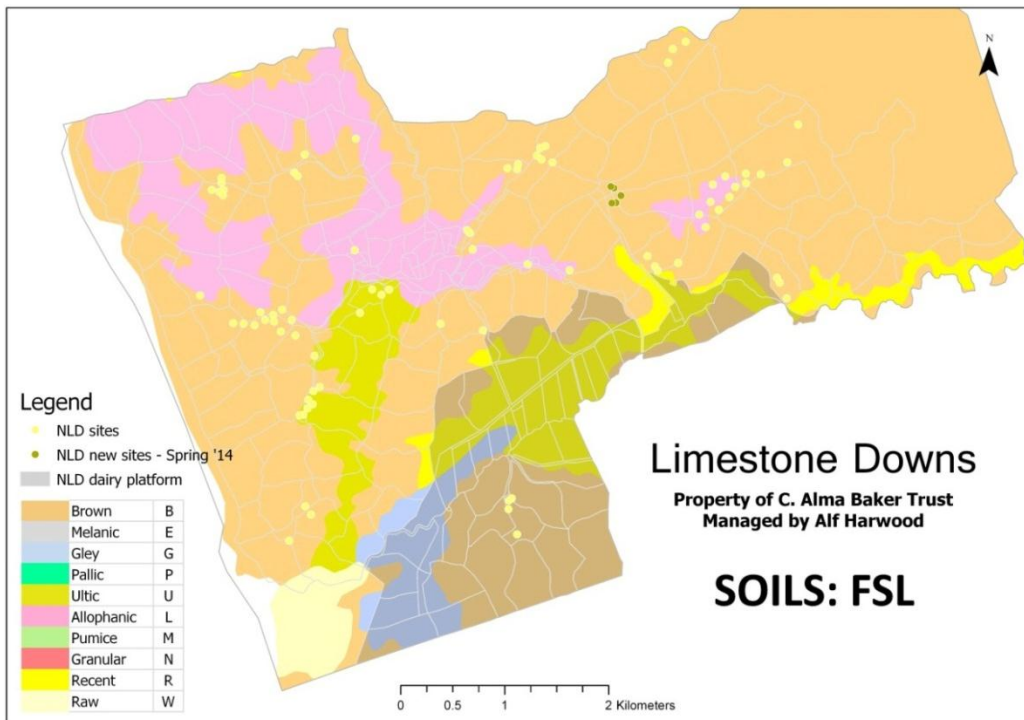 N
Legend
NLD sites
NLD new sites - Spring '14
NLD dairy platform
Brown B
Melanic E
Gley G
Pallic P
Ultic U
Allophanic L
Pumice M
Granular N
Recent R
Raw W
Limestone Downs
Property of C. Alma Baker Trust
Managed by Alf Harwood
SOILS: FSL
0 0.5 1 2 Kilometers